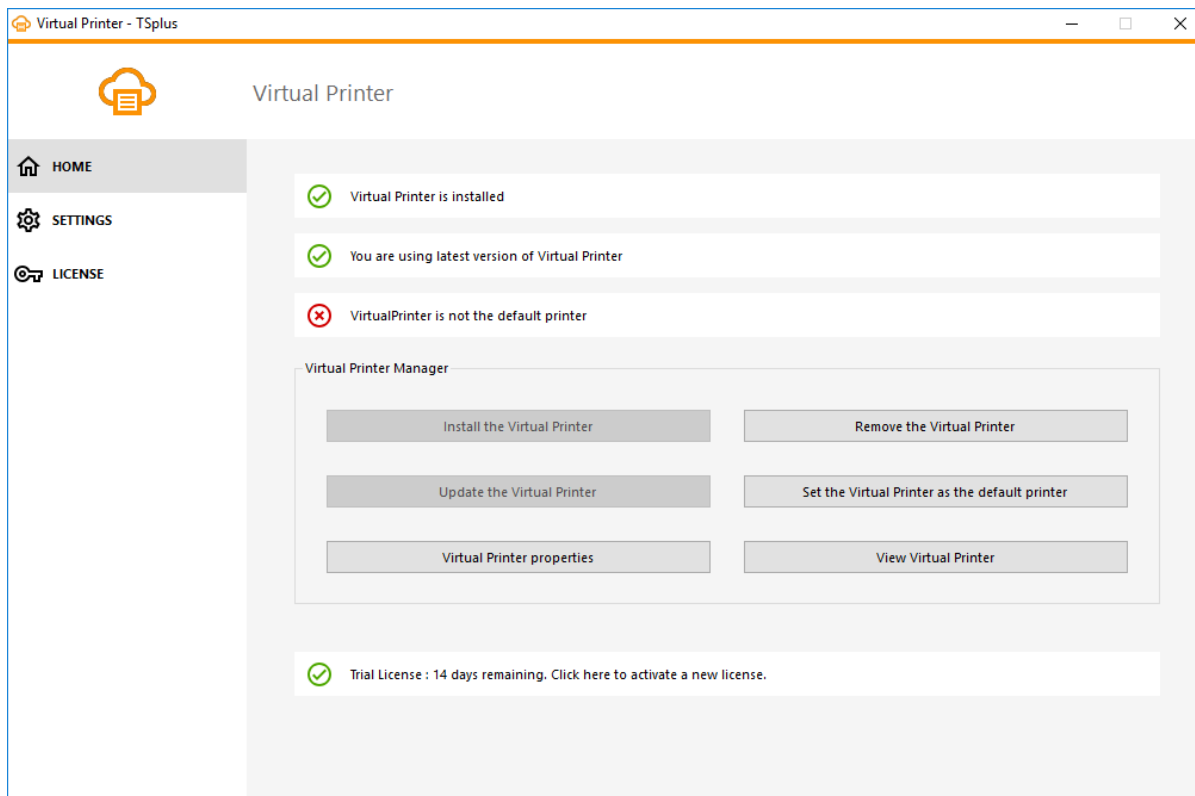 Virtual Printer - TSplus
Virtual Printer
HOME
SETTINGS
LICENSE
Virtual Printer is installed
You are using latest version of Virtual Printer
VirtualPrinter is not the default printer
Virtual Printer Manager
Install the Virtual Printer
Remove the Virtual Printer
Update the Virtual Printer
Set the Virtual Printer as the default printer
Virtual Printer properties
View Virtual Printer
Trial License : 14 days remaining. Click here to activate a new license.